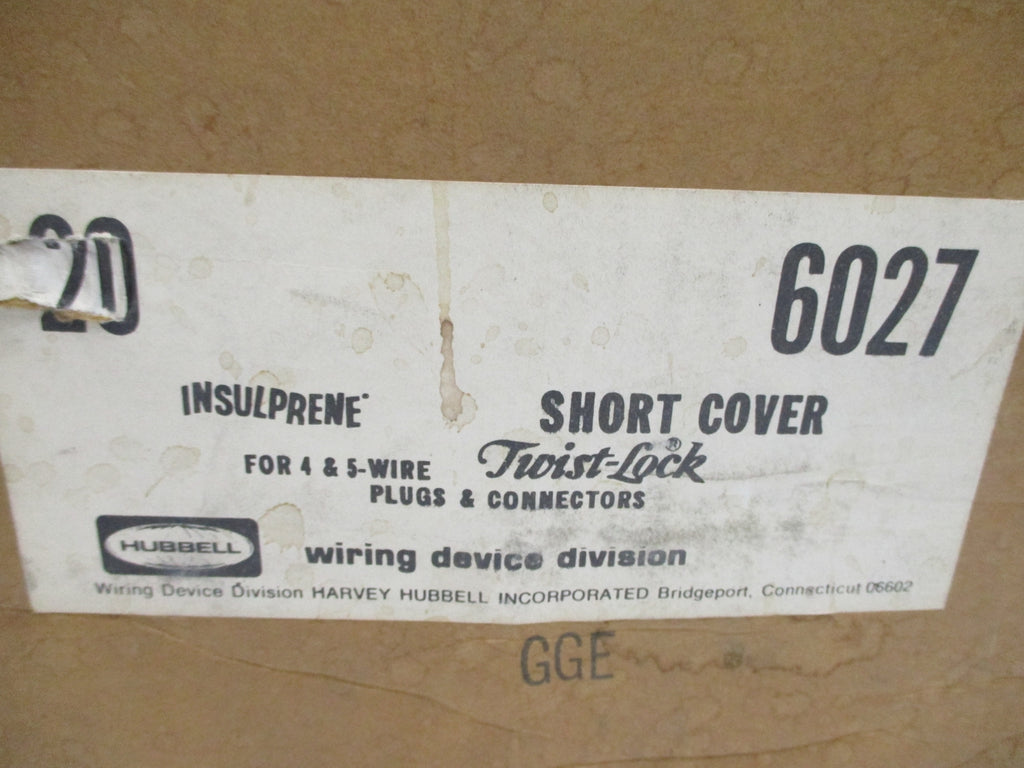 20 6027
INSULPRENE® SHORT COVER
FOR 4 & 5-WIRE Twist-Lock®
PLUGS & CONNECTORS
HUBBELL wiring device division
Wiring Device Division HARVEY HUBBELL INCORPORATED Bridgeport, Connecticut 06602
GGE